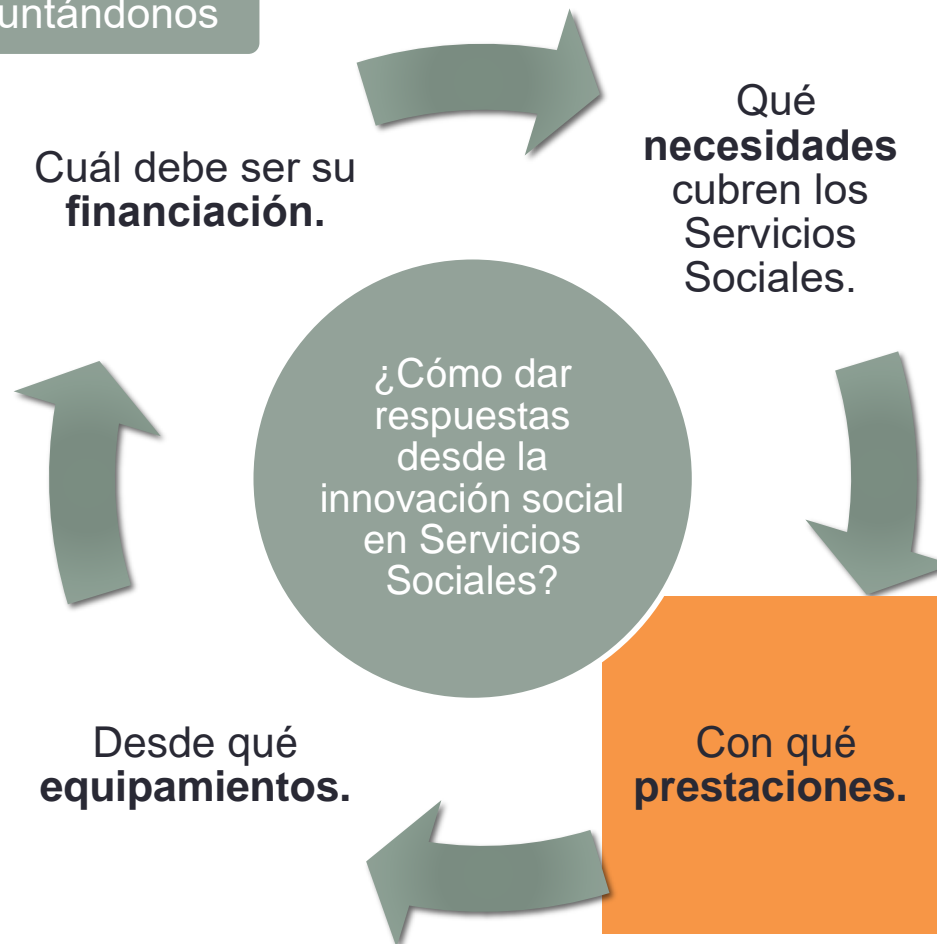 untándonos
Cuál debe ser su
financiación.
Qué
necesidades
cubren los
Servicios
Sociales.
¿Cómo dar
respuestas
desde la
innovación social
en Servicios
Sociales?
Desde qué
equipamientos.
Con qué
prestaciones.